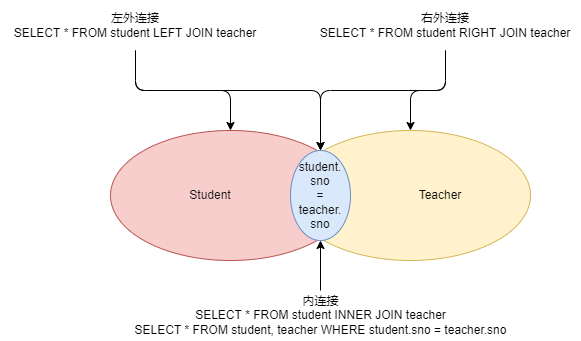 左外连接
SELECT * FROM student LEFT JOIN teacher
右外连接
SELECT * FROM student RIGHT JOIN teacher
Student
student.
sno
=
teacher.
sno
Teacher
内连接
SELECT * FROM student INNER JOIN teacher
SELECT * FROM student, teacher WHERE student.sno = teacher.sno